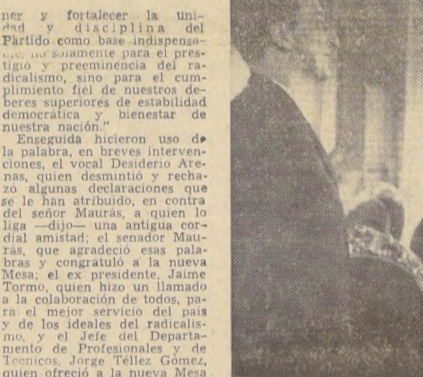 ner y fortalecer la uni-
dad y disciplina del
Partido como base indispensa-
ble, no solamente para el pres-
tigio y preeminencia del ra-
dicalismo, sino para el cum-
plimiento fiel de nuestros de-
beres superiores de estabilidad
democrática y bienestar de
nuestra nación."
Enseguida hicieron uso de
la palabra, en breves interven-
ciones, el vocal Desiderio Are-
nas, quien desmintió y recha-
zó algunas declaraciones que
se le han atribuido, en contra
del señor Maurás, a quien lo
liga —dijo— una antigua cor-
dial amistad; el senador Mau-
rás, que agradeció esas pala-
bras y congratuló a la nueva
Mesa; el ex presidente, Jaime
Tormo, quien hizo un llamado
a la colaboración de todos, pa-
ra el mejor servicio del país
y de los ideales del radicalis-
mo, y el Jefe del Departa-
mento de Profesionales y de
Técnicos, Jorge Téllez Gómez,
quien ofreció a la nueva Mesa